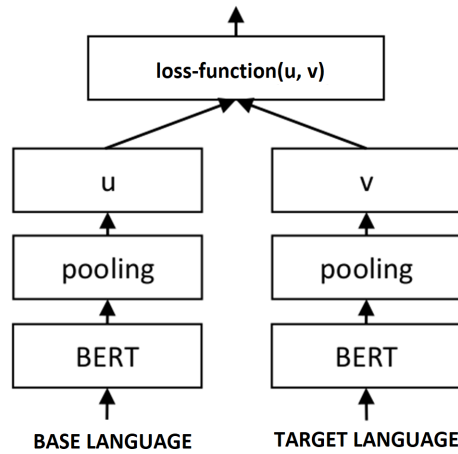 loss-function(u, v)
u
v
pooling
pooling
BERT
BERT
BASE LANGUAGE
TARGET LANGUAGE